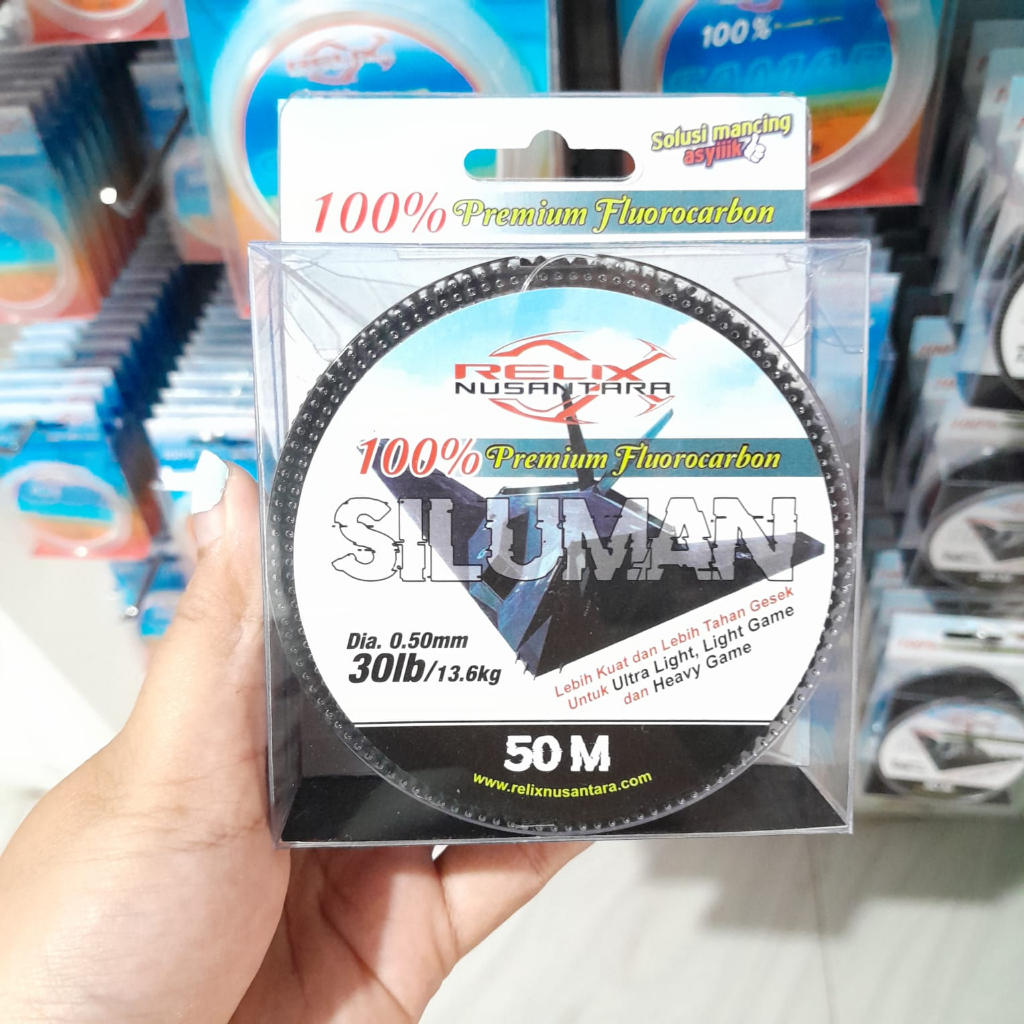 100%
Solusi mancing
asyiiik
100% Premium Fluorocarbon
RELIX
NUSANTARA
100% Premium Fluorocarbon
SILUMAN
Dia. 0.50mm
30lb/13.6kg
Lebih Kuat dan Lebih Tahan Gesek
Untuk Ultra Light, Light Game
dan Heavy Game
50 M
www.relixnusantara.com